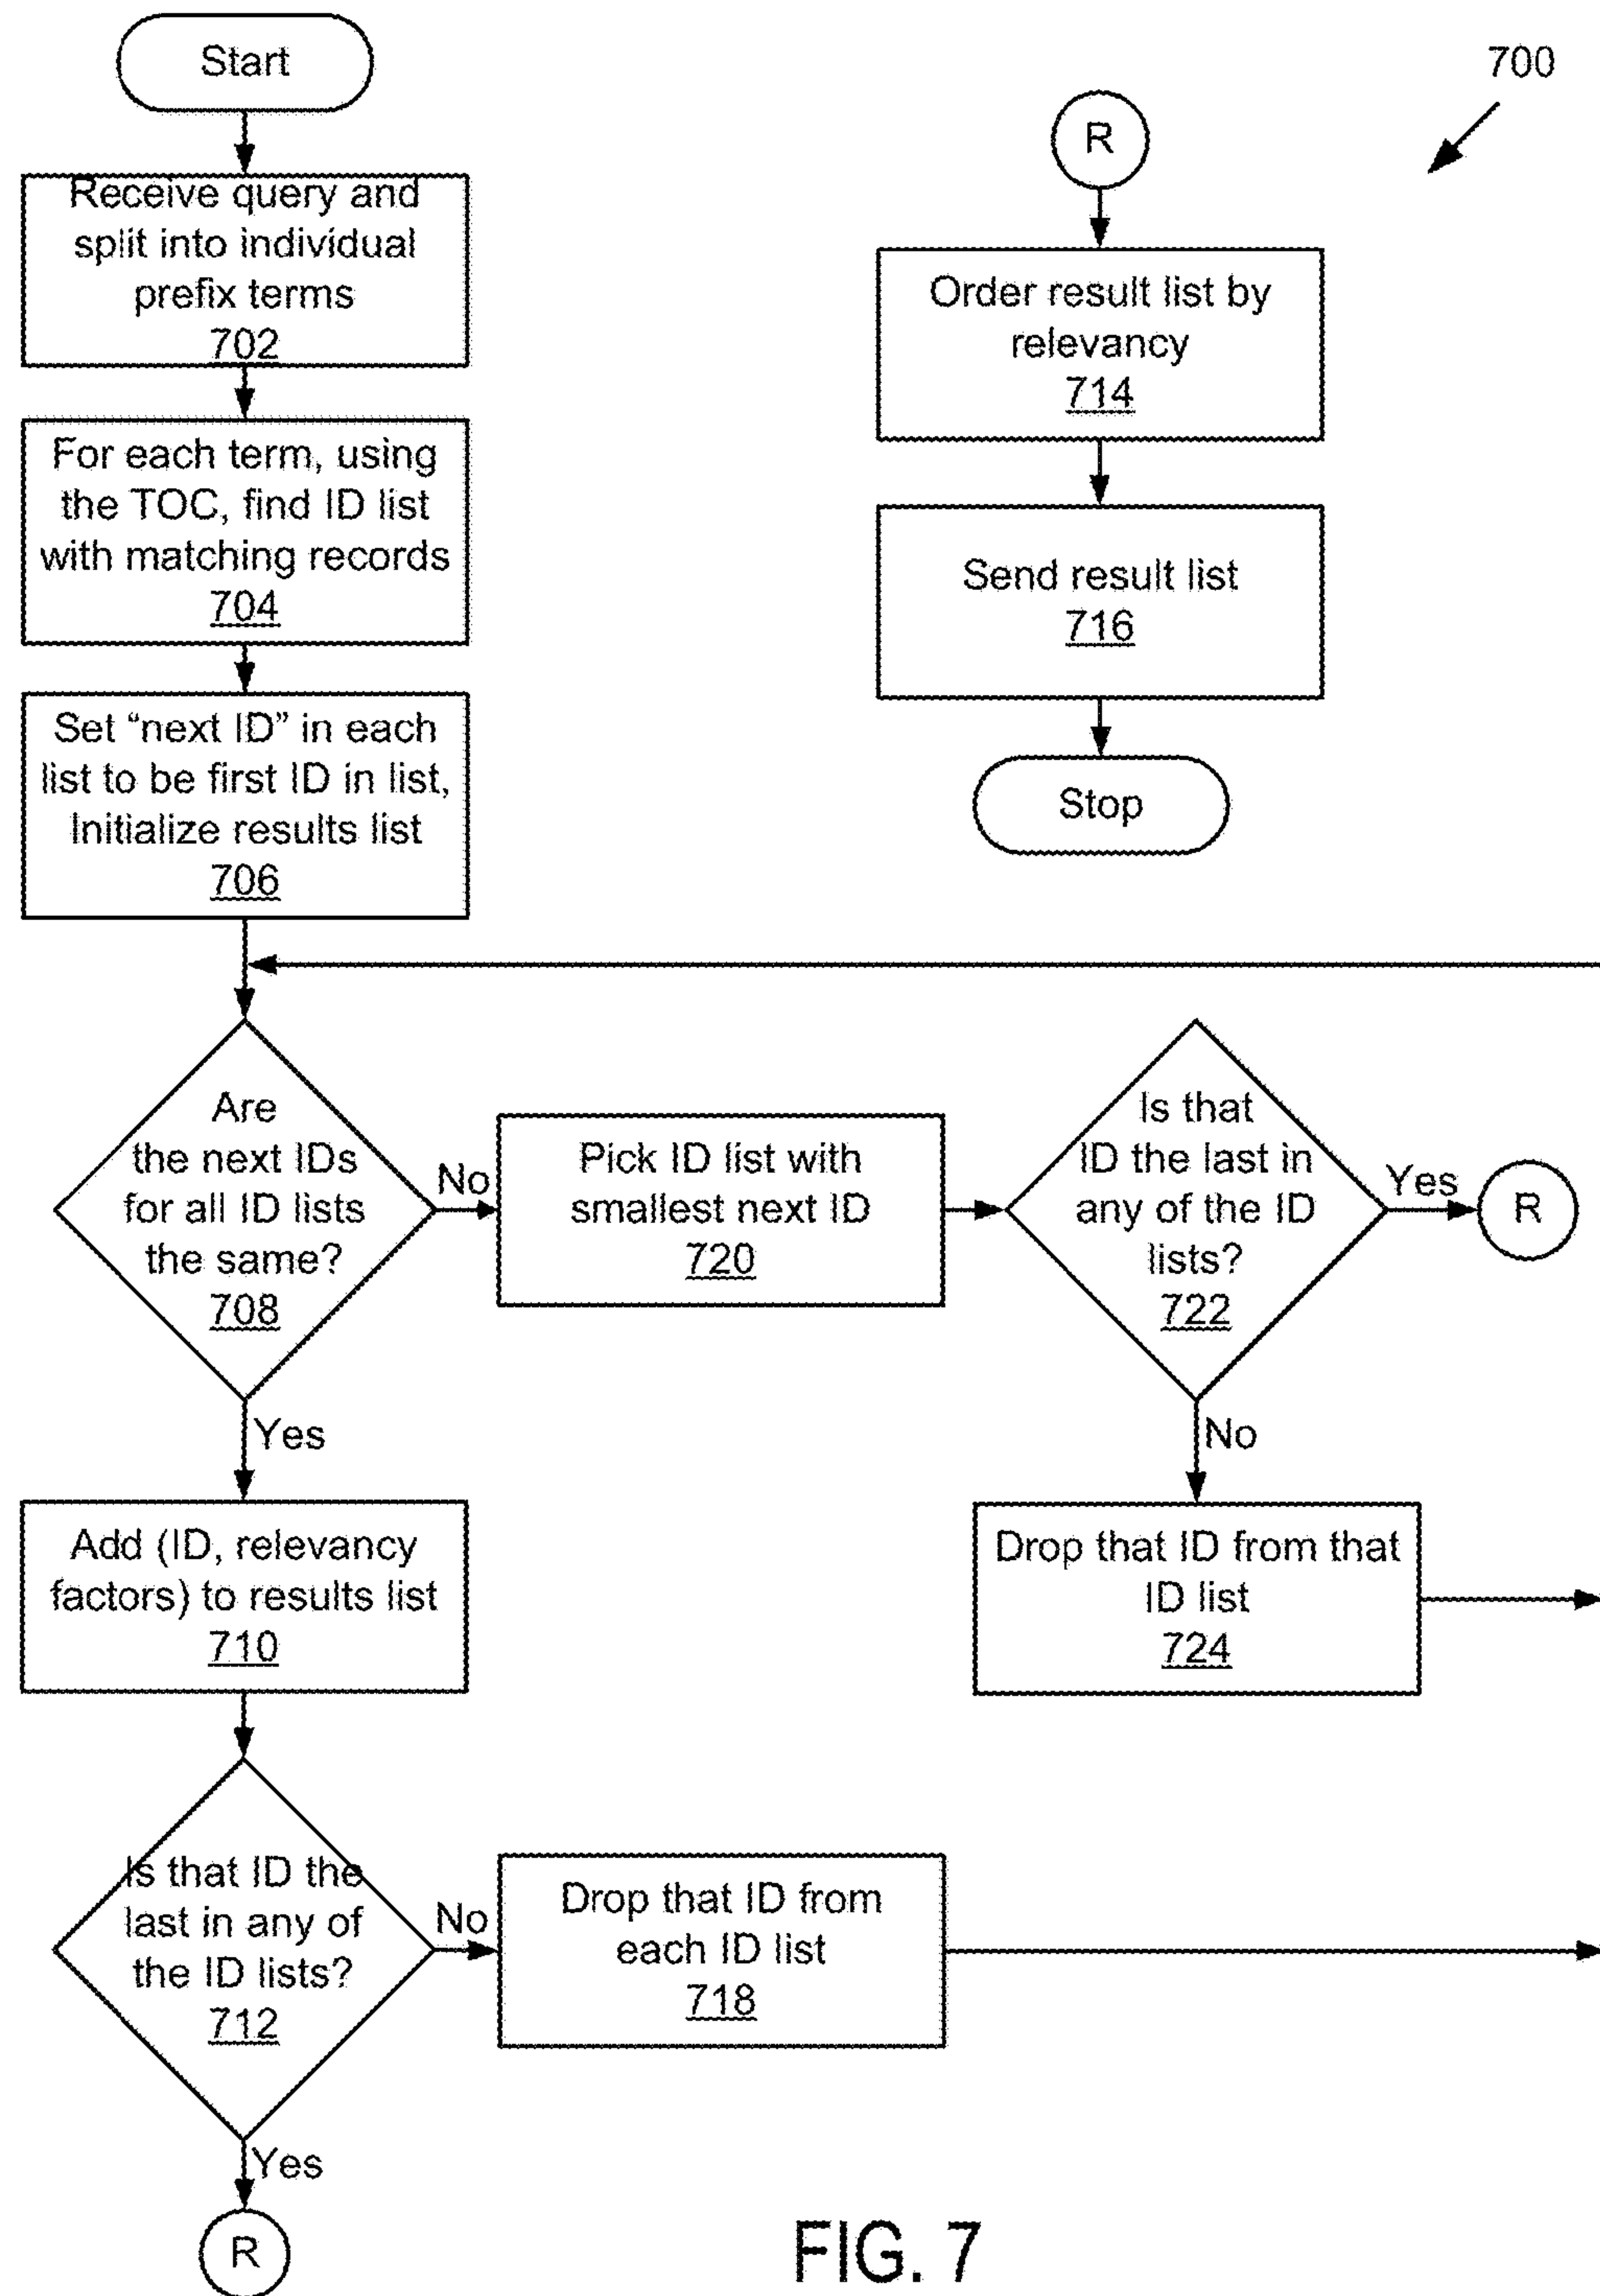 Start
Receive query and
split into individual
prefix terms
702
For each term, using
the TOC, find ID list
with matching records
704
Set “next ID” in each
list to be first ID in list,
Initialize results list
706
700
R
Order result list by
relevancy
714
Send result list
716
Stop
Are
the next IDs
for all ID lists
the same?
708
No
Pick ID list with
smallest next ID
720
Is that
ID the last in
any of the ID
lists?
722
Yes
R
Yes
No
Add (ID, relevancy
factors) to results list
710
Drop that ID from that
ID list
724
Is that ID the
last in any of
the ID lists?
712
No
Drop that ID from
each ID list
718
Yes
R
FIG. 7